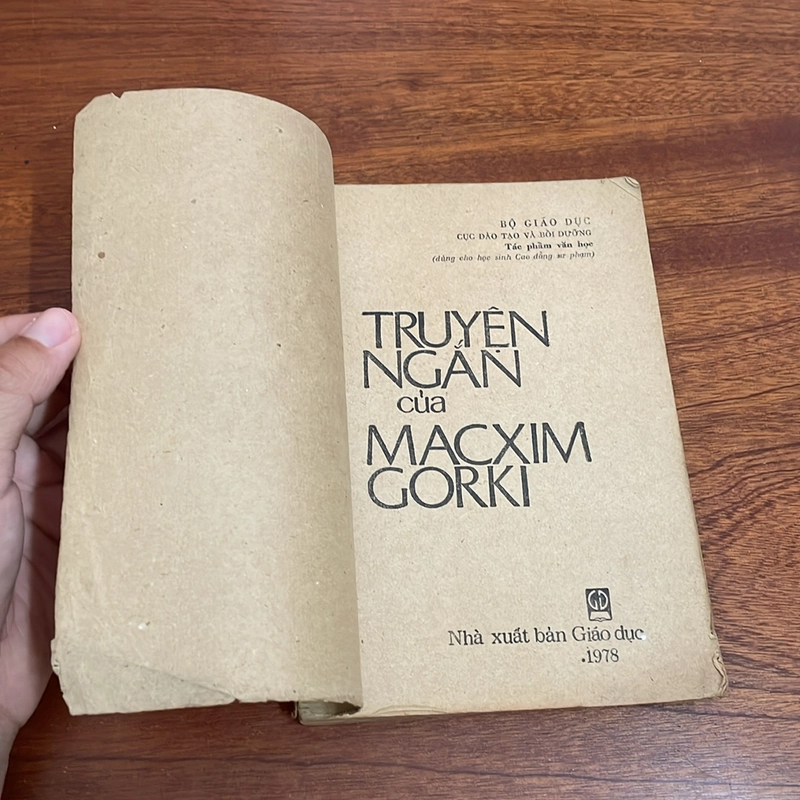 BỘ GIÁO DỤC
CỤC ĐÀO TẠO VÀ BỒI DƯỠNG
Tác phẩm văn học
(dùng cho học sinh Cao đẳng sư phạm)
TRUYỆN
NGẮN
của
MACXIM
GORKI
GD
Nhà xuất bản Giáo dục
.1978